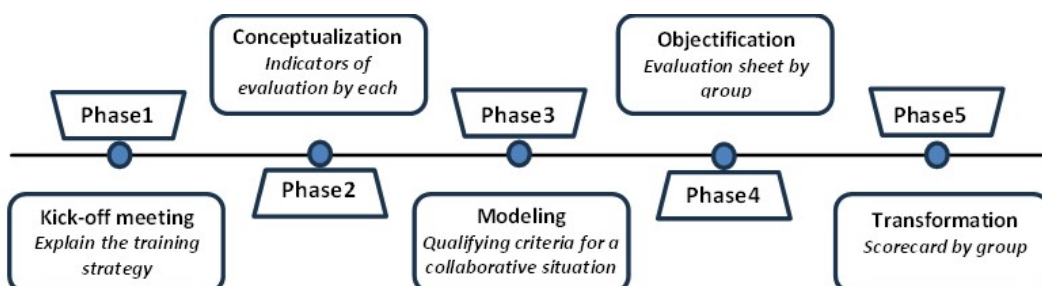 Conceptualization
Indicators of
evaluation by each
Objectification
Evaluation sheet by
group
Phase1
Phase3
Phase5
Phase2
Phase4
Kick-off meeting
Explain the training
strategy
Modeling
Qualifying criteria for a
collaborative situation
Transformation
Scorecard by group